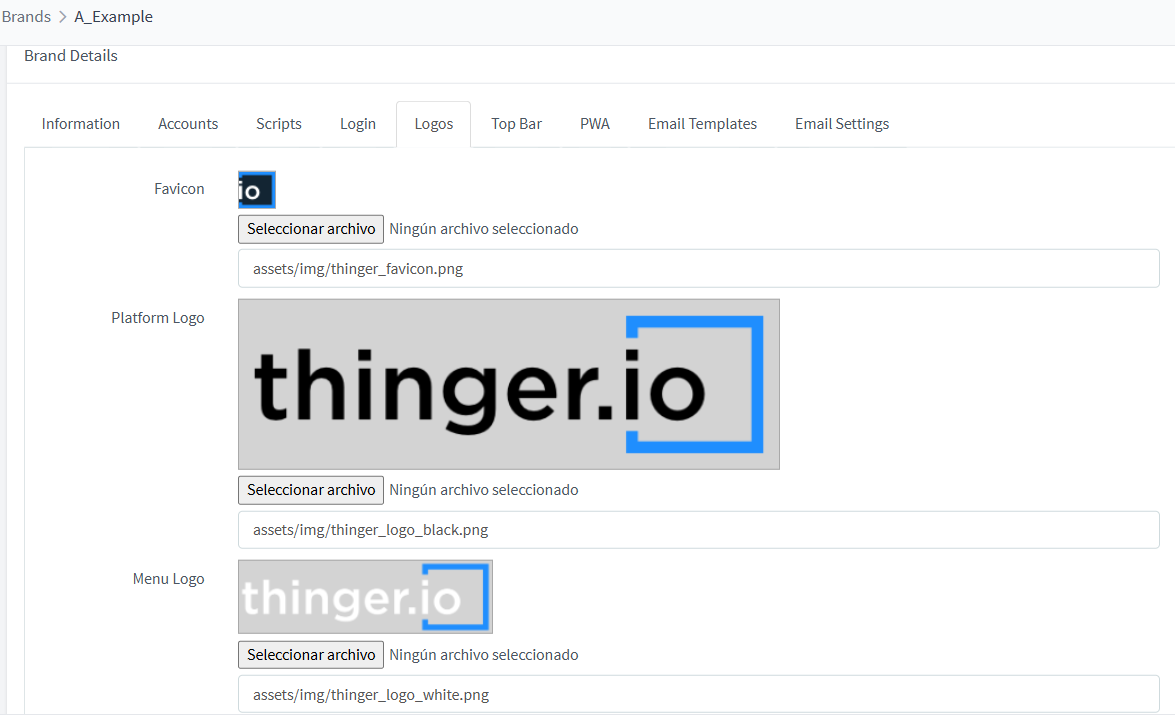 Brands > A_Example
Brand Details
Information Accounts Scripts Login Logos Top Bar PWA Email Templates Email Settings
Favicon
io
Seleccionar archivo Ningún archivo seleccionado
assets/img/thinger_favicon.png
Platform Logo
thinger.io
Seleccionar archivo Ningún archivo seleccionado
assets/img/thinger_logo_black.png
Menu Logo
thinger.io
Seleccionar archivo Ningún archivo seleccionado
assets/img/thinger_logo_white.png